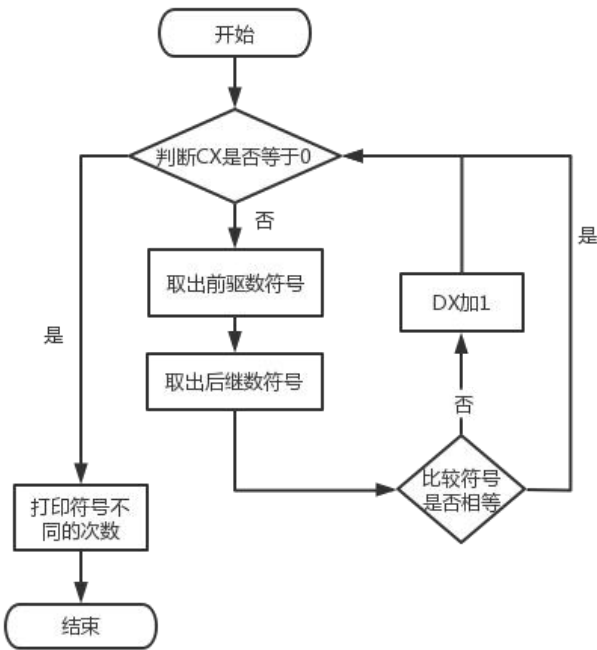 开始
判断CX是否等于0
否
是
取出前驱数符号
DX加1
是
取出后继数符号
否
比较符号
是否相等
打印符号不
同的次数
结束